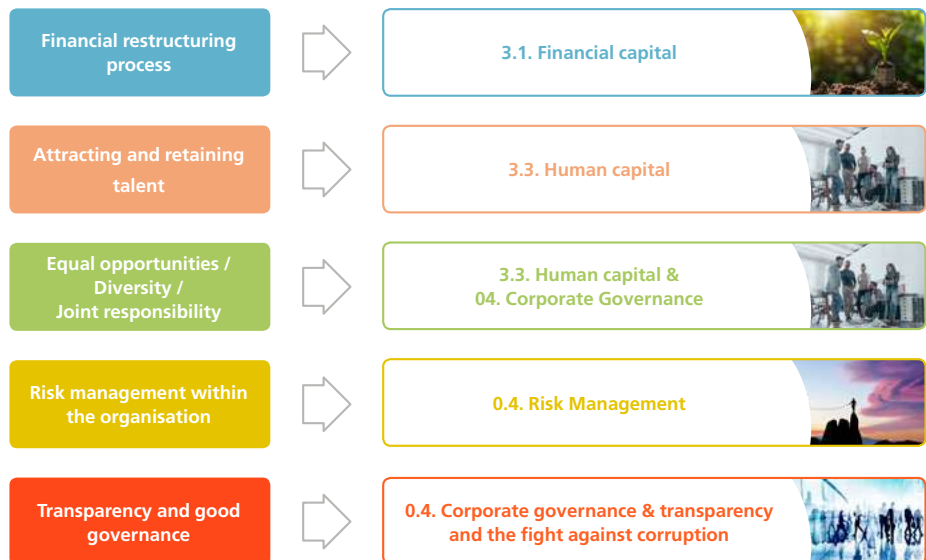 Financial restructuring
process
3.1. Financial capital
Attracting and retaining
talent
3.3. Human capital
Equal opportunities /
Diversity /
Joint responsibility
3.3. Human capital &
04. Corporate Governance
Risk management within
the organisation
0.4. Risk Management
Transparency and good
governance
0.4. Corporate governance & transparency
and the fight against corruption